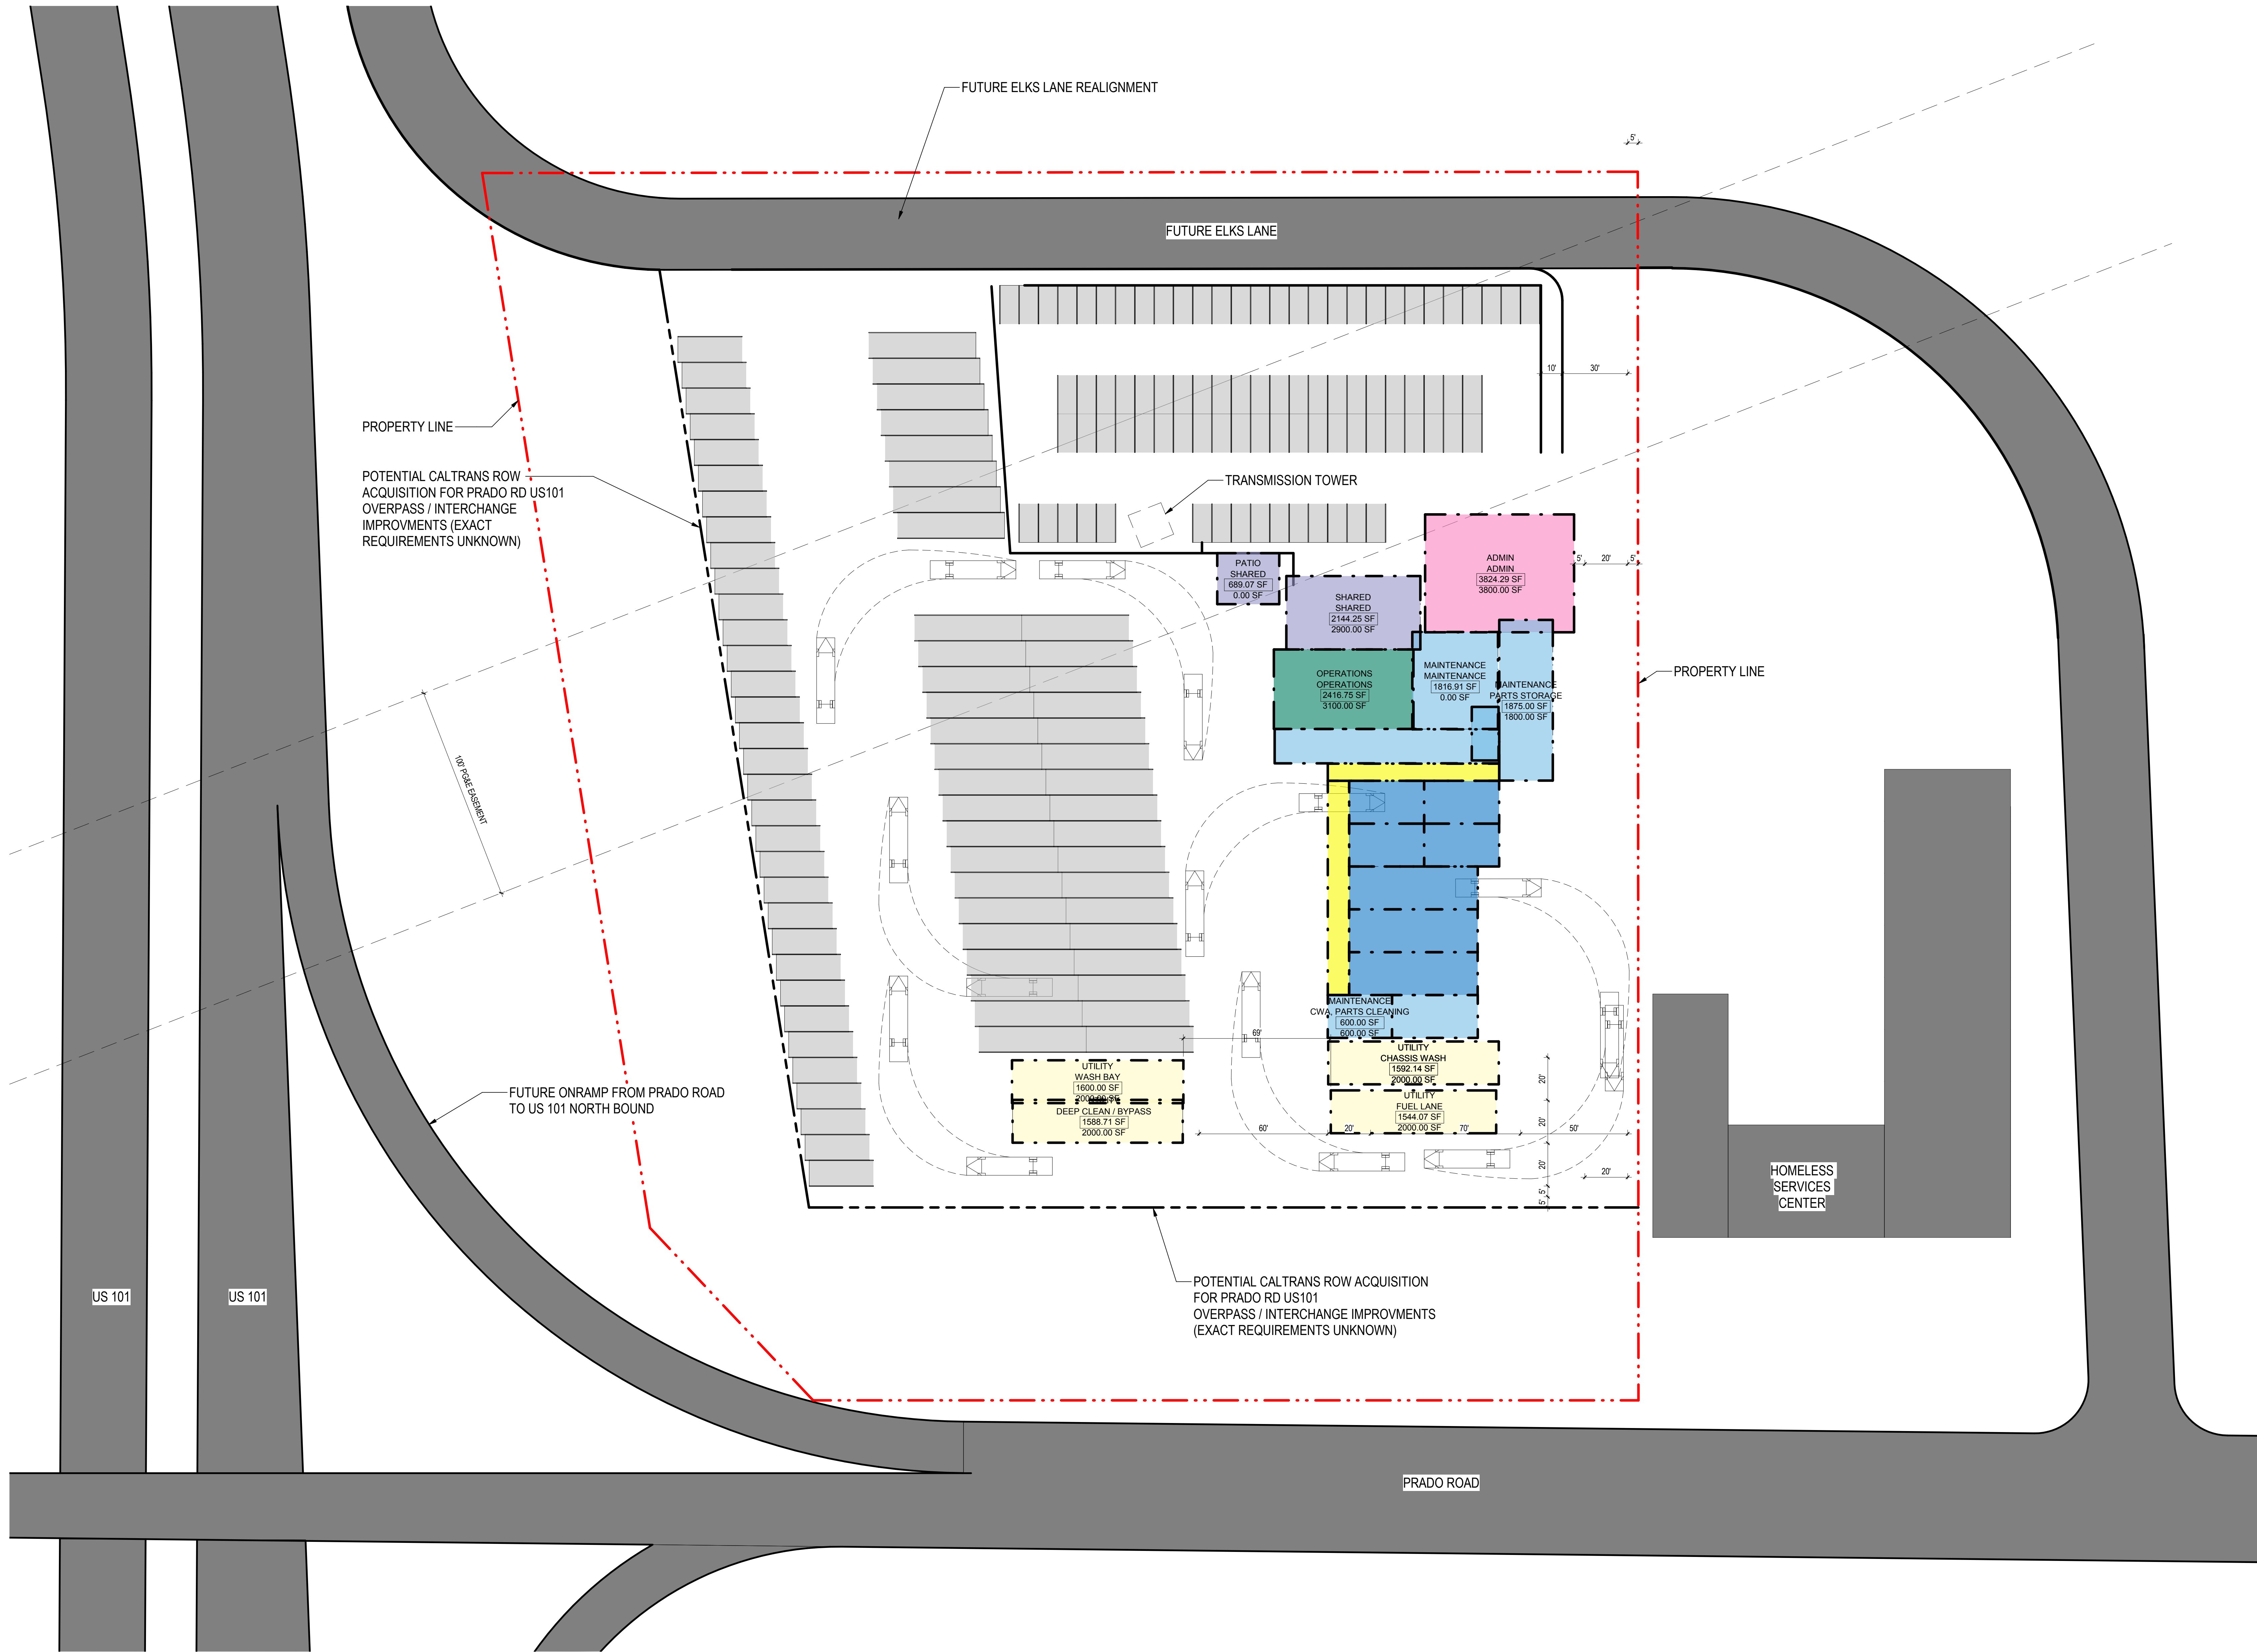 FUTURE ELKS LANE REALIGNMENT
5'
FUTURE ELKS LANE
10'
30'
PROPERTY LINE
POTENTIAL CALTRANS ROW
ACQUISITION FOR PRADO RD US101
OVERPASS / INTERCHANGE
IMPROVMENTS (EXACT
REQUIREMENTS UNKNOWN)
TRANSMISSION TOWER
ADMIN
ADMIN
3824.29 SF
3800.00 SF
5'
20'
5'
PATIO
SHARED
689.07 SF
0.00 SF
SHARED
SHARED
2144.25 SF
2900.00 SF
OPERATIONS
OPERATIONS
2416.75 SF
3100.00 SF
MAINTENANCE
MAINTENANCE
1816.91 SF
0.00 SF
MAINTENANCE
PARTS STORAGE
1875.00 SF
1800.00 SF
PROPERTY LINE
100' PG&E EASEMENT
MAINTENANCE
CWA, PARTS CLEANING
600.00 SF
600.00 SF
69'
UTILITY
CHASSIS WASH
1592.14 SF
2000.00 SF
UTILITY
WASH BAY
1600.00 SF
2000.00 SF
DEEP CLEAN / BYPASS
1588.71 SF
2000.00 SF
UTILITY
FUEL LANE
1544.07 SF
2000.00 SF
60'
20'
70'
50'
20'
20'
20'
5'
5'
20'
FUTURE ONRAMP FROM PRADO ROAD
TO US 101 NORTH BOUND
HOMELESS
SERVICES
CENTER
US 101
US 101
POTENTIAL CALTRANS ROW ACQUISITION
FOR PRADO RD US101
OVERPASS / INTERCHANGE IMPROVMENTS
(EXACT REQUIREMENTS UNKNOWN)
PRADO ROAD